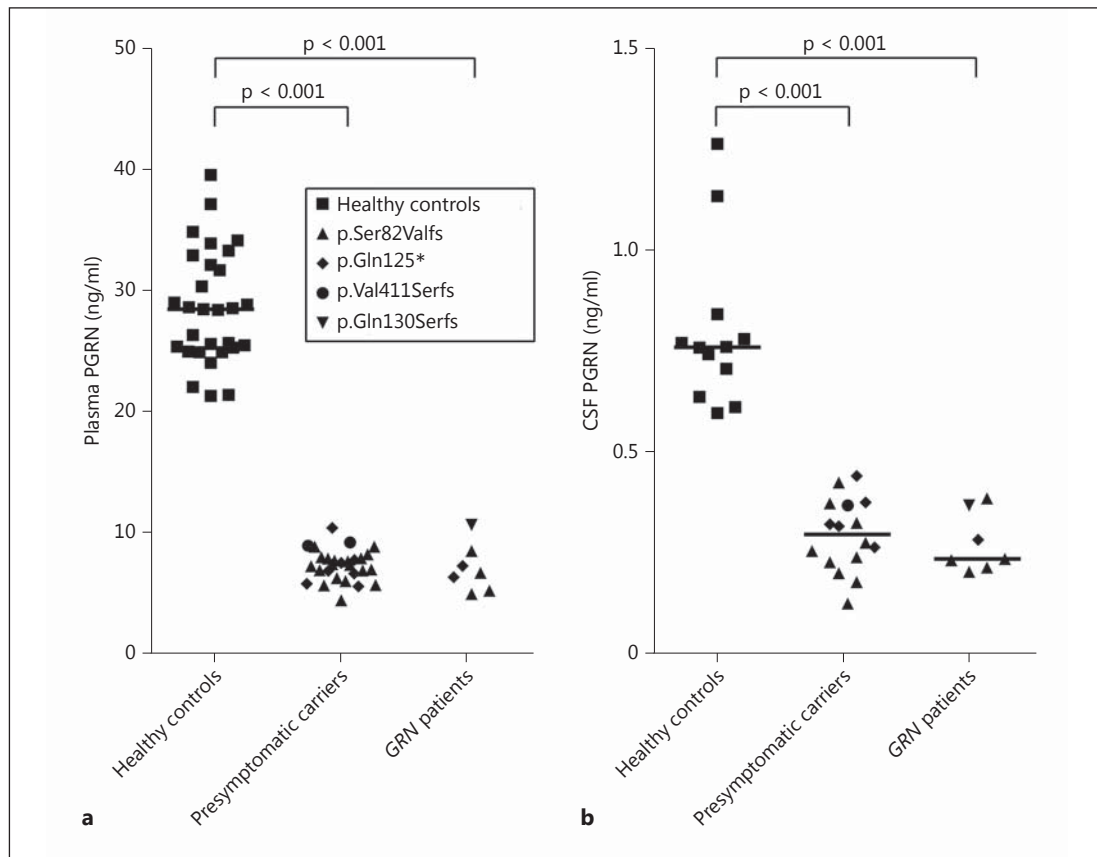 50
40
30
20
10
0
Plasma PGRN (ng/ml)
p < 0.001
p < 0.001
Healthy controls
p.Ser82Valfs
p.Gln125*
p.Val411Serfs
p.Gln130Serfs
Healthy controls
Presymptomatic carriers
GRN patients
a
1.5
1.0
0.5
0
CSF PGRN (ng/ml)
p < 0.001
p < 0.001
Healthy controls
Presymptomatic carriers
GRN patients
b